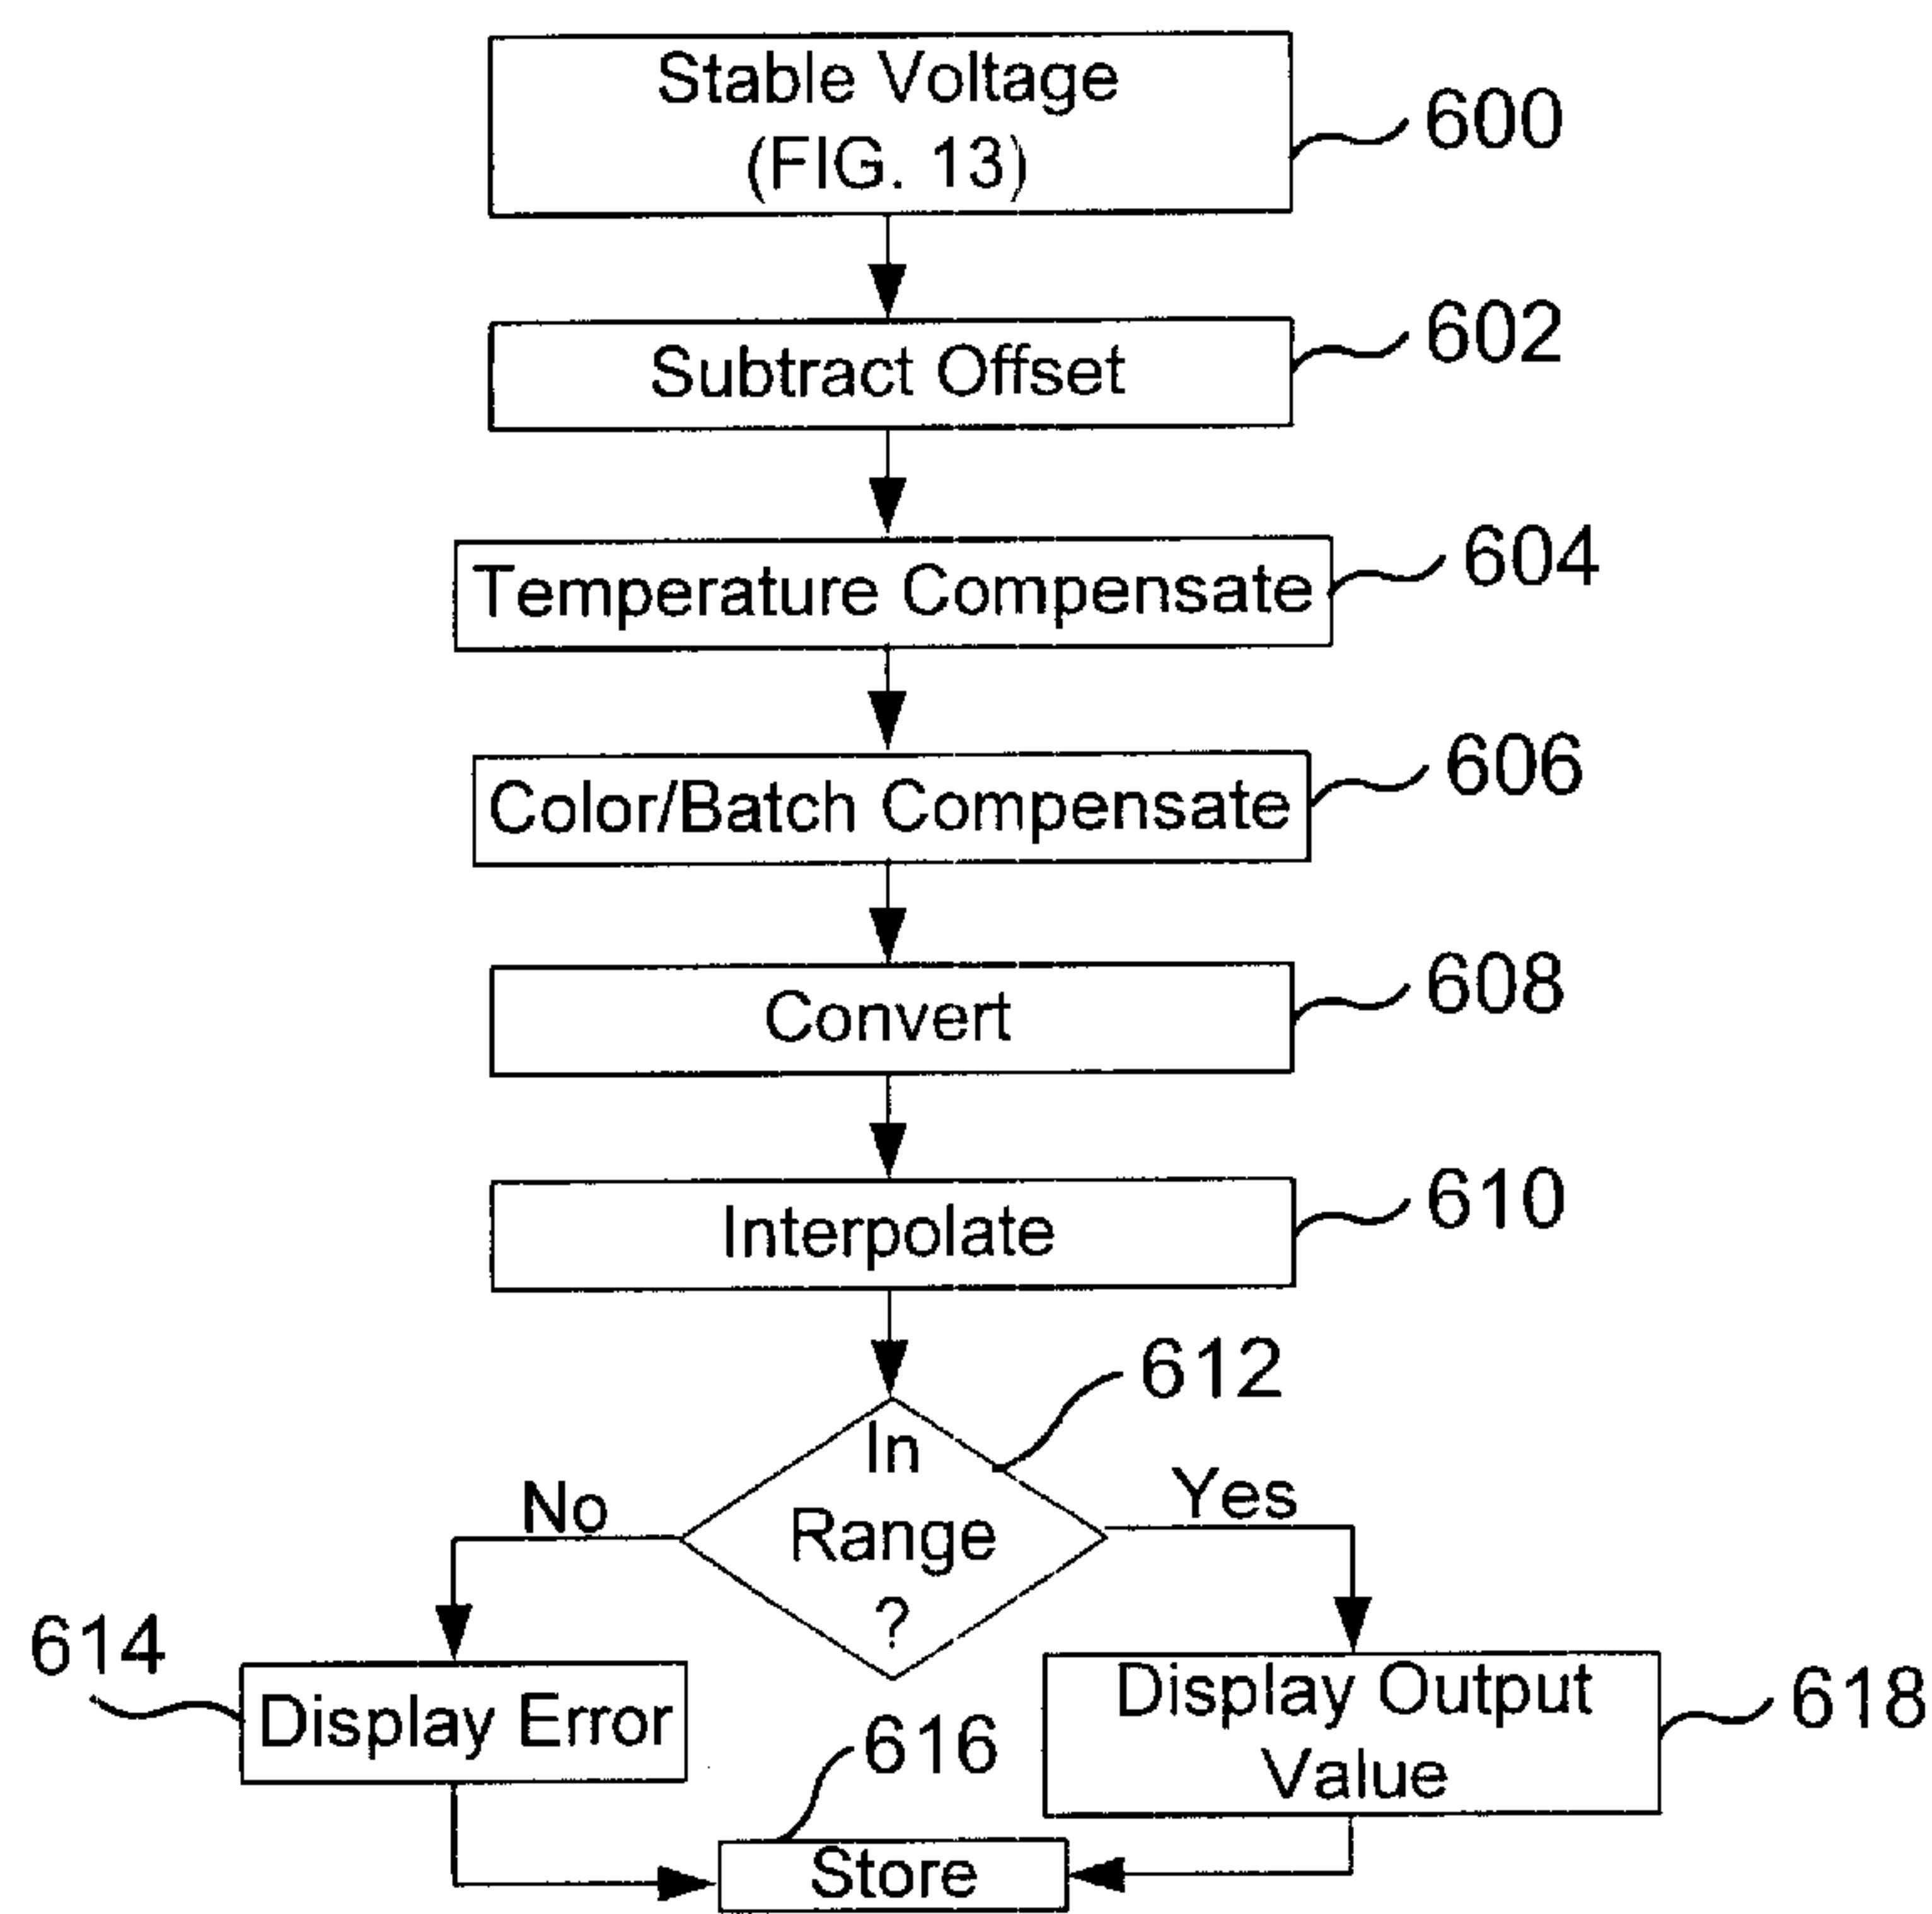 Stable Voltage
(FIG. 13)
600
Subtract Offset
602
Temperature Compensate
604
Color/Batch Compensate
606
Convert
608
Interpolate
610
612
In
Range
?
No
Yes
614
Display Error
Display Output
Value
618
616
Store